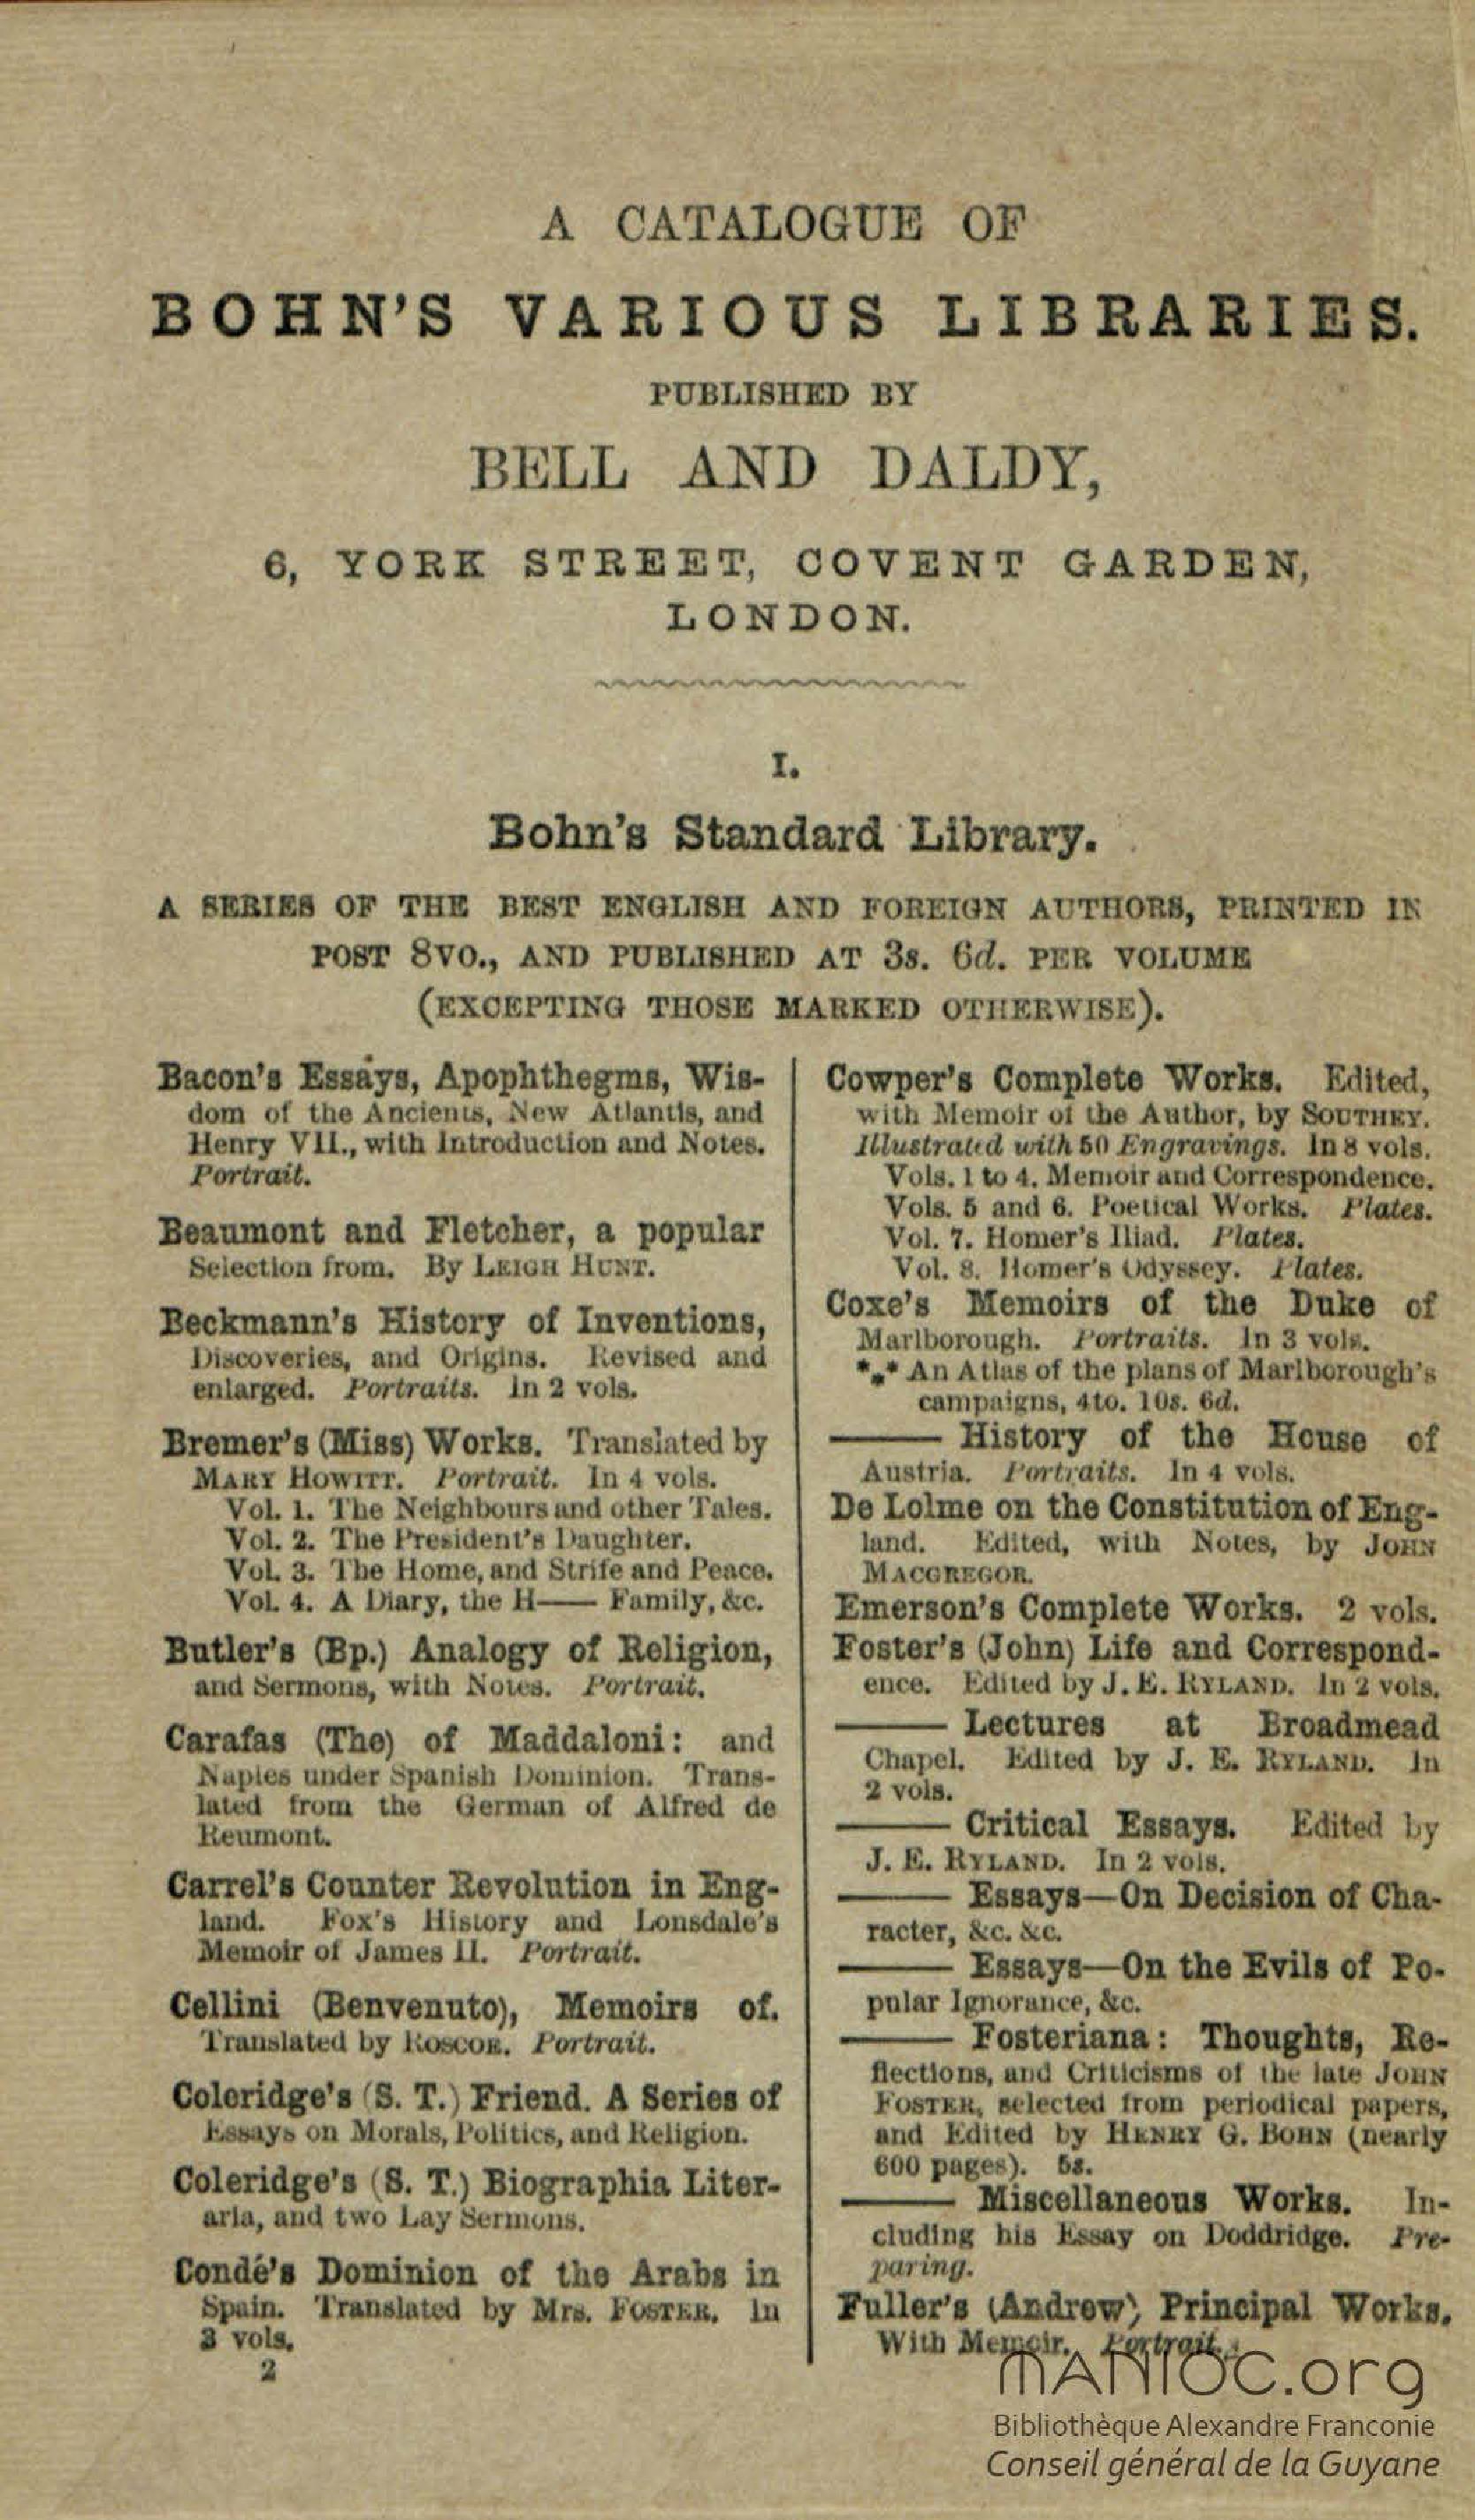 A CATALOGUE OF
BOHN'S VARIOUS LIBRARIES.
PUBLISHED BY
BELL AND DALDY,
6, YORK STREET, COVENT GARDEN,
LONDON.
I.
Bohn's Standard Library.
A SERIES OF THE BEST ENGLISH AND FOREIGN AUTHORS, PRINTED IN
POST 8VO., AND PUBLISHED AT 3s. 6d. PER VOLUME
(EXCEPTING THOSE MARKED OTHERWISE).
Bacon's Essays, Apophthegms, Wis-
dom of the Ancients, New Atlantis, and
Henry VII., with Introduction and Notes.
Portrait.
Beaumont and Fletcher, a popular
Selection from. By LEIGH HUNT.
Beckmann's History of Inventions,
Discoveries, and Origins. Revised and
enlarged. Portraits. In 2 vols.
Bremer's (Miss) Works. Translated by
MARY HOWITT. Portrait. In 4 vols.
Vol. 1. The Neighbours and other Tales.
Vol. 2. The President's Daughter.
Vol. 3. The Home, and Strife and Peace.
Vol. 4. A Diary, the H—— Family, &c.
Butler's (Bp.) Analogy of Religion,
and Sermons, with Notes. Portrait.
Carafas (The) of Maddaloni: and
Naples under Spanish Dominion. Trans-
lated from the German of Alfred de
Reumont.
Carrel's Counter Revolution in Eng-
land. Fox's History and Lonsdale's
Memoir of James II. Portrait.
Cellini (Benvenuto), Memoirs of.
Translated by ROSCOE. Portrait.
Coleridge's (S. T.) Friend. A Series of
Essays on Morals, Politics, and Religion.
Coleridge's (S. T.) Biographia Liter-
aria, and two Lay Sermons.
Condé's Dominion of the Arabs in
Spain. Translated by Mrs. FOSTER. In
3 vols.
2
Cowper's Complete Works. Edited,
with Memoir of the Author, by SOUTHEY.
Illustrated with 50 Engravings. In 8 vols.
Vols. 1 to 4. Memoir and Correspondence.
Vols. 5 and 6. Poetical Works. Plates.
Vol. 7. Homer's Iliad. Plates.
Vol. 8. Homer's Odyssey. Plates.
Coxe's Memoirs of the Duke of
Marlborough. Portraits. In 3 vols.
*** An Atlas of the plans of Marlborough's
campaigns, 4to. 10s. 6d.
—— History of the House of
Austria. Portraits. In 4 vols.
De Lolme on the Constitution of Eng-
land. Edited, with Notes, by JOHN
MACGREGOR.
Emerson's Complete Works. 2 vols.
Foster's (John) Life and Correspond-
ence. Edited by J. E. RYLAND. In 2 vols.
—— Lectures at Broadmead
Chapel. Edited by J. E. RYLAND. In
2 vols.
—— Critical Essays. Edited by
J. E. RYLAND. In 2 vols.
—— Essays—On Decision of Cha-
racter, &c. &c.
—— Essays—On the Evils of Po-
pular Ignorance, &c.
—— Fosteriana: Thoughts, Re-
flections, and Criticisms of the late JOHN
FOSTER, selected from periodical papers,
and Edited by HENRY G. BOHN (nearly
600 pages). 5s.
—— Miscellaneous Works. In-
cluding his Essay on Doddridge. Pre-
paring.
Fuller's (Andrew) Principal Works.
With Memoir. Portrait.
MANIOC.org
Bibliothèque Alexandre Franconie
Conseil général de la Guyane